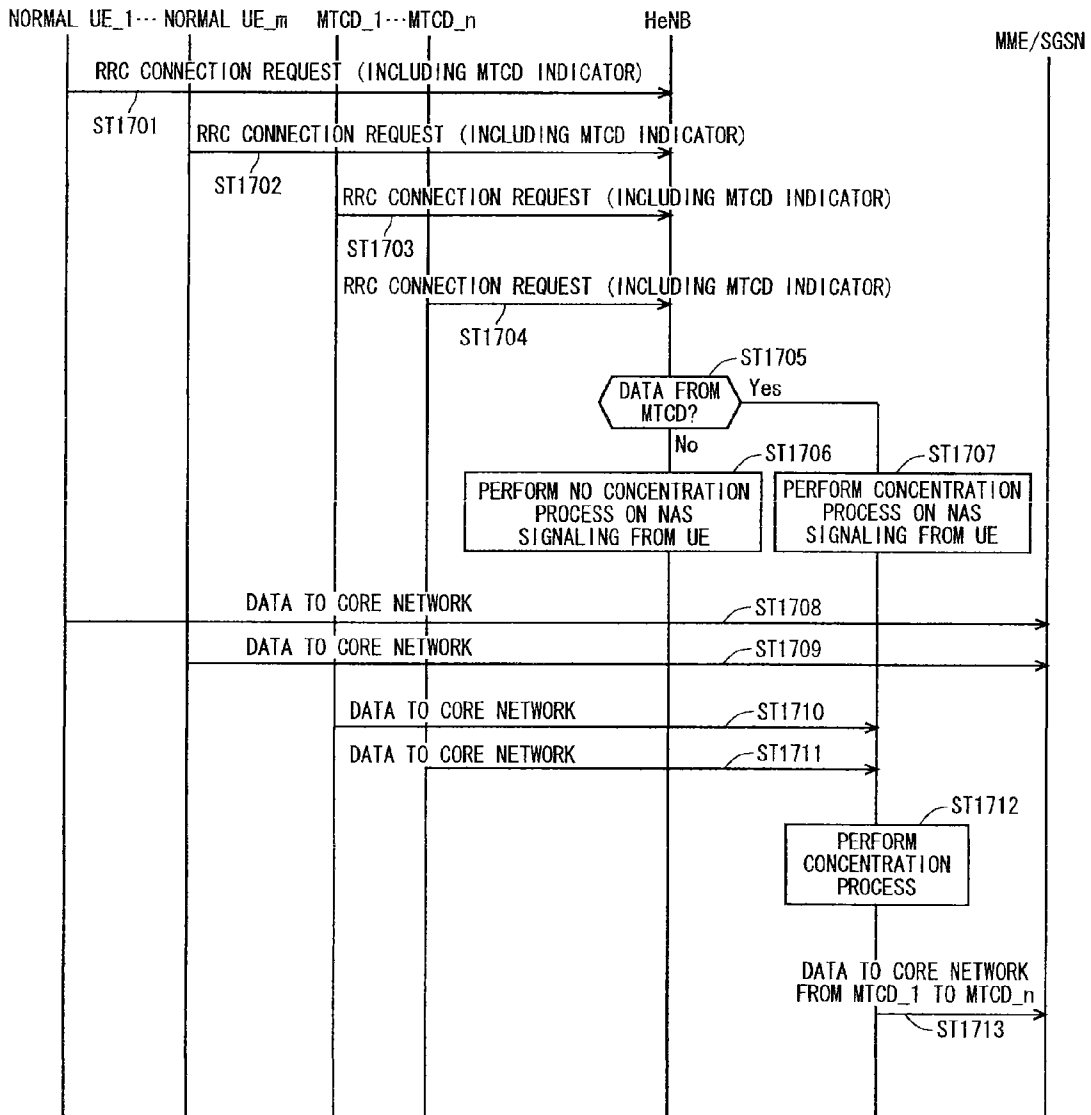 NORMAL UE_1··· NORMAL UE_m MTCD_1···MTCD_n HeNB
MME/SGSN
RRC CONNECTION REQUEST (INCLUDING MTCD INDICATOR)
ST1701
RRC CONNECTION REQUEST (INCLUDING MTCD INDICATOR)
ST1702
RRC CONNECTION REQUEST (INCLUDING MTCD INDICATOR)
ST1703
RRC CONNECTION REQUEST (INCLUDING MTCD INDICATOR)
ST1704
ST1705
DATA FROM
MTCD?
Yes
No
ST1706
PERFORM NO CONCENTRATION
PROCESS ON NAS
SIGNALING FROM UE
ST1707
PERFORM CONCENTRATION
PROCESS ON NAS
SIGNALING FROM UE
DATA TO CORE NETWORK
ST1708
DATA TO CORE NETWORK
ST1709
DATA TO CORE NETWORK
ST1710
DATA TO CORE NETWORK
ST1711
ST1712
PERFORM
CONCENTRATION
PROCESS
DATA TO CORE NETWORK
FROM MTCD_1 TO MTCD_n
ST1713